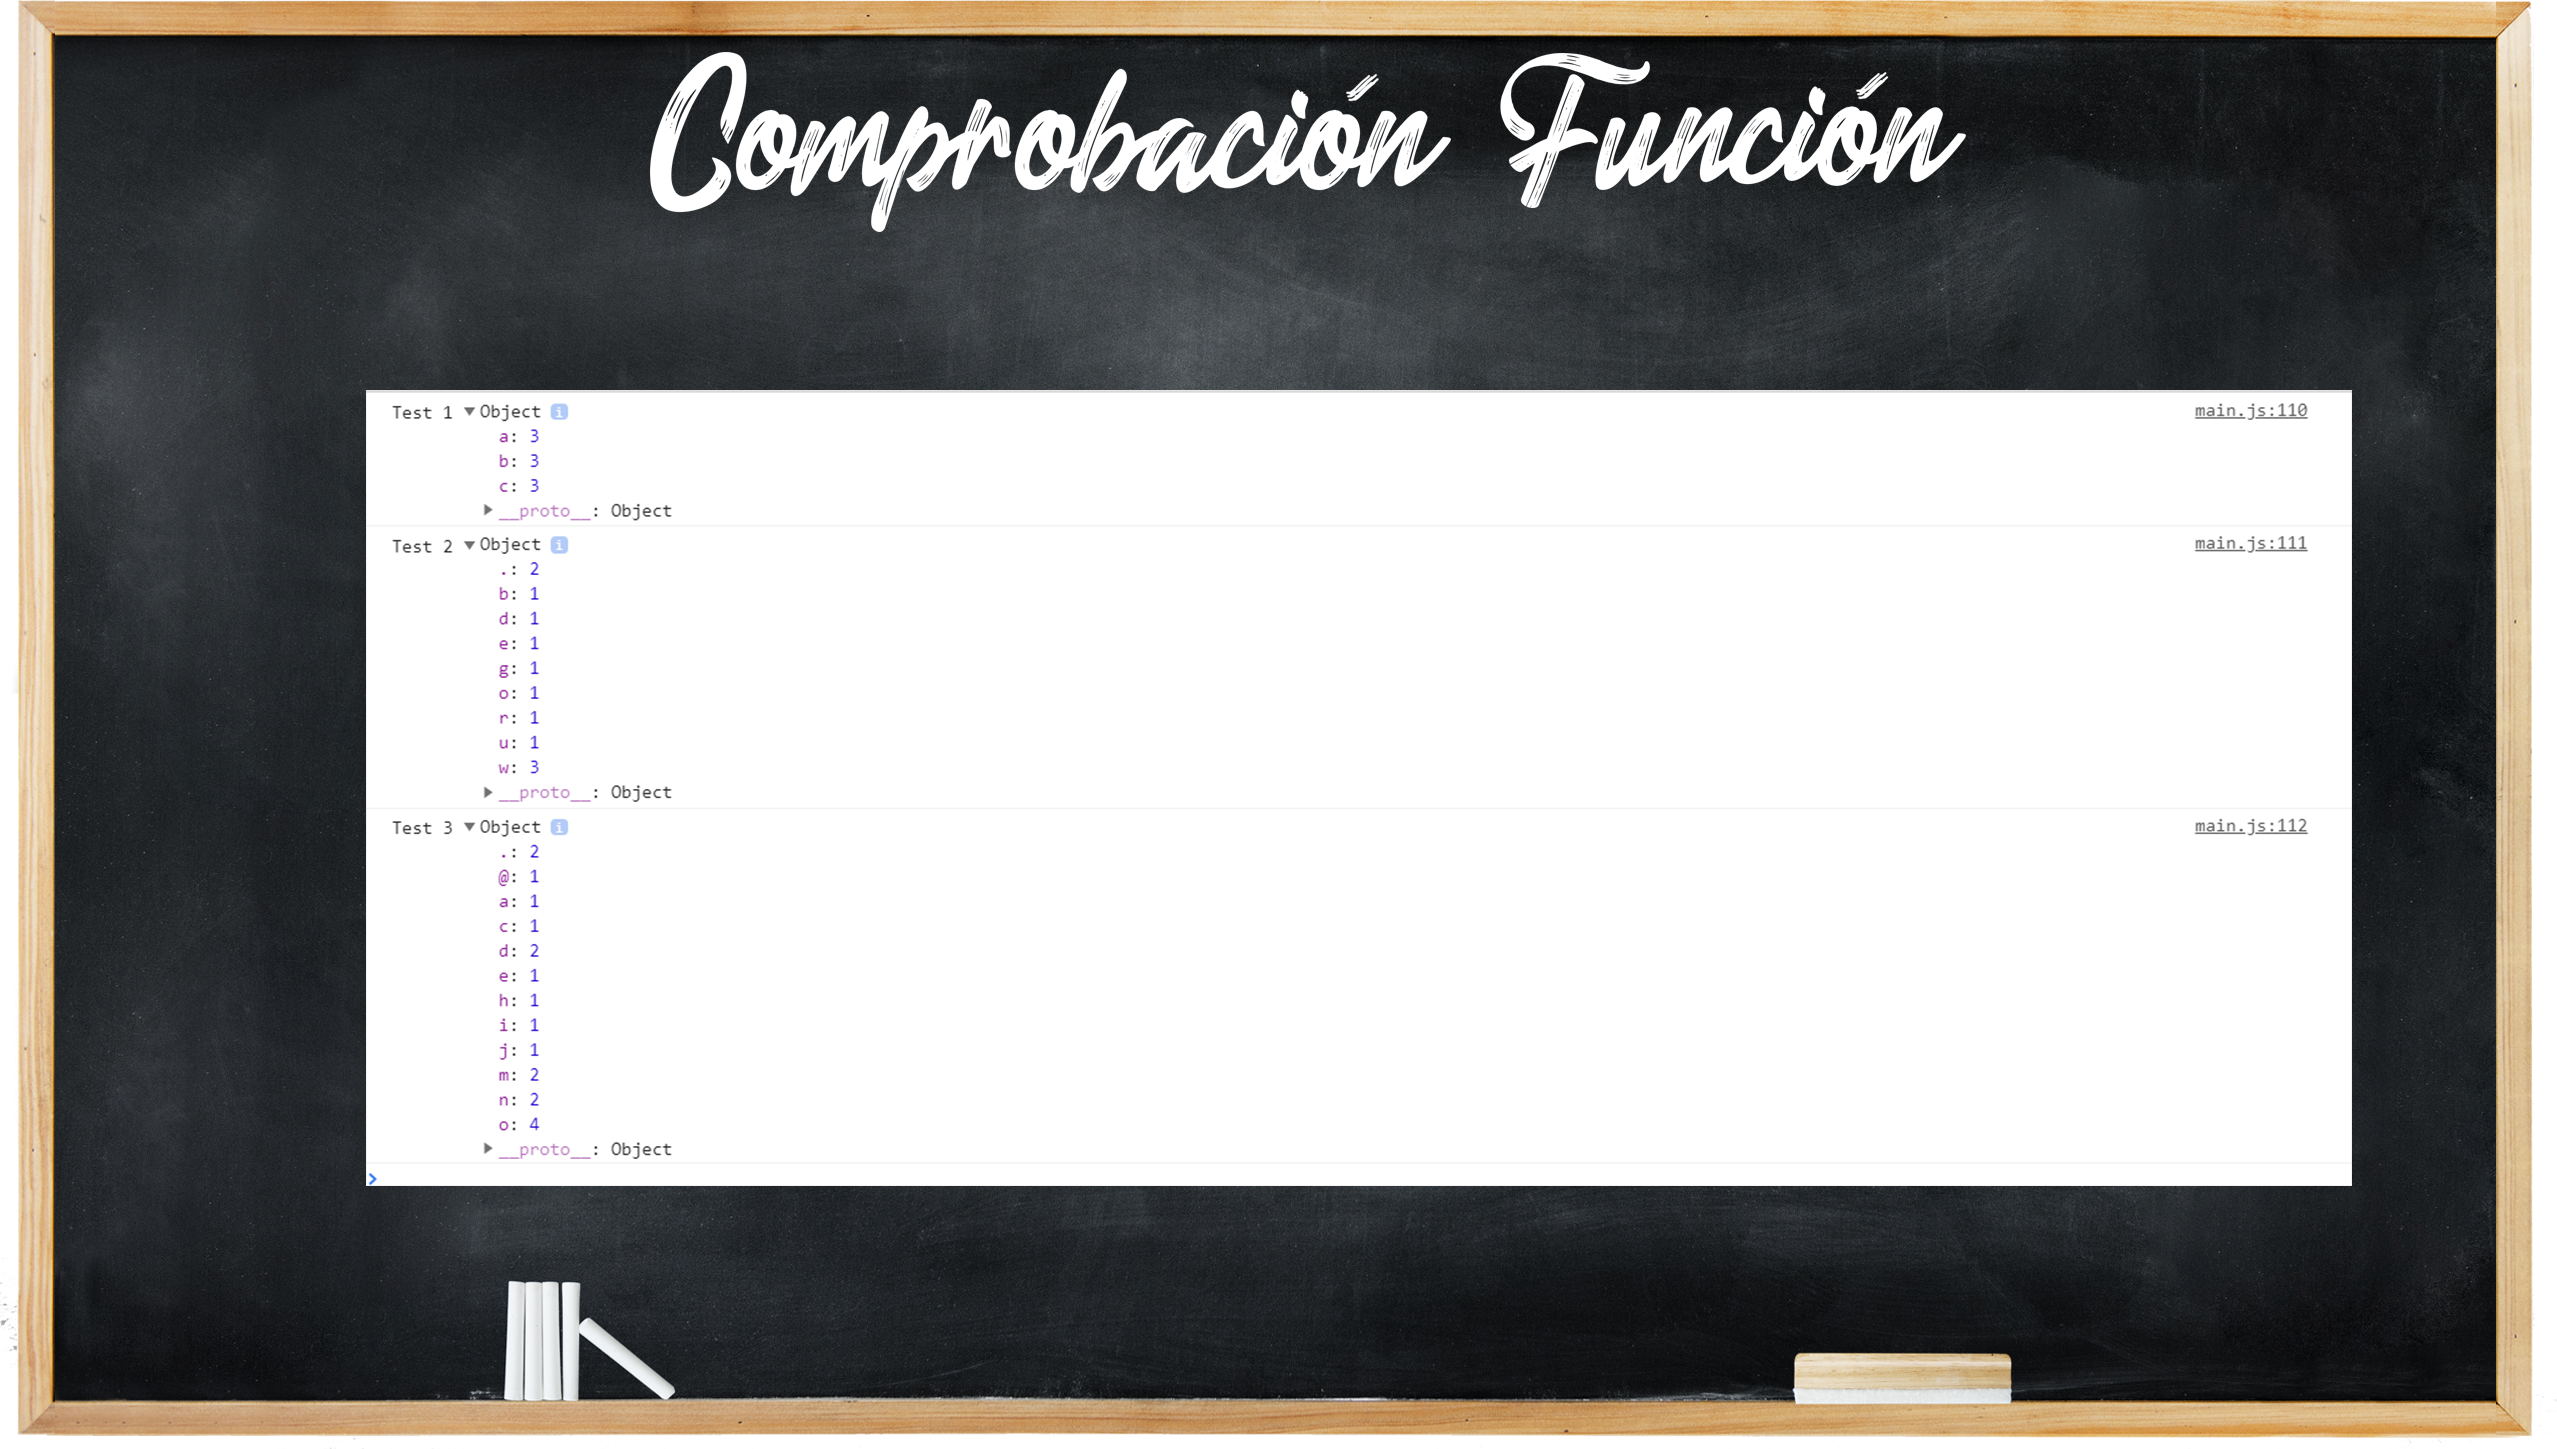 Comprobación Función
Test 1 ▼Object i main.js:110
a: 3
b: 3
c: 3
▶__proto__: Object
Test 2 ▼Object i main.js:111
.: 2
b: 1
d: 1
e: 1
g: 1
o: 1
r: 1
u: 1
w: 3
▶__proto__: Object
Test 3 ▼Object i main.js:112
.: 2
@: 1
a: 1
c: 1
d: 2
e: 1
h: 1
i: 1
j: 1
m: 2
n: 2
o: 4
▶__proto__: Object
>